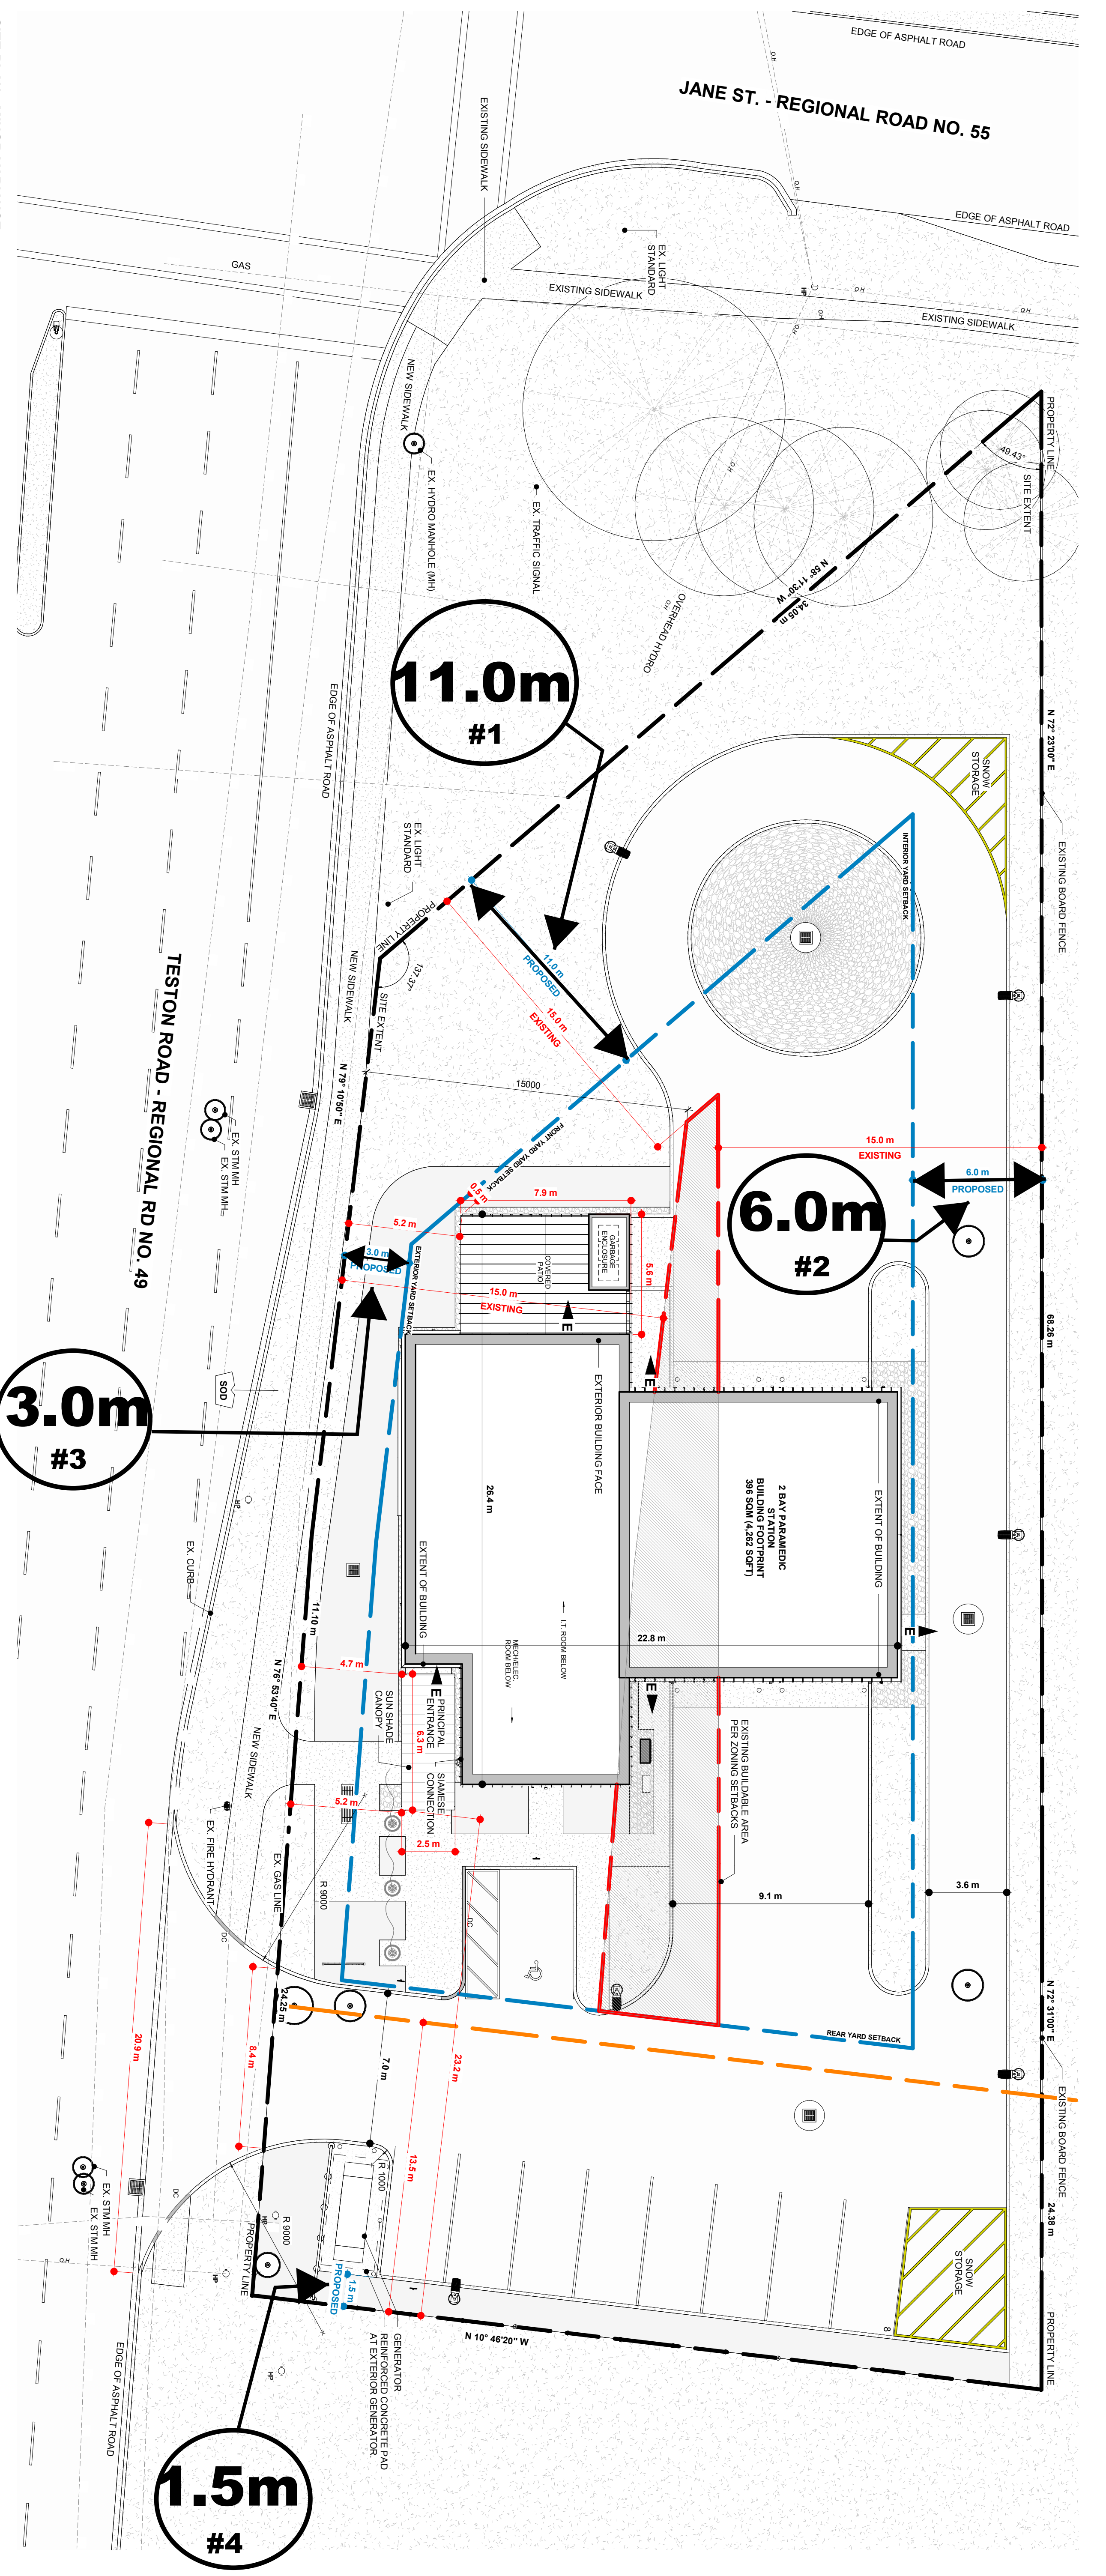 EDGE OF ASPHALT ROAD
JANE ST. - REGIONAL ROAD NO. 55
O.H
EXISTING SIDEWALK
O.H
EDGE OF ASPHALT ROAD
EX. LIGHT
STANDARD
GAS
EXISTING SIDEWALK
HP
O.H
O.H
O.H
O.H
EXISTING SIDEWALK
NEW SIDEWALK
PROPERTY LINE
49.43°
SITE EXTENT
O.H
EX. HYDRO MANHOLE (MH)
EX. TRAFFIC SIGNAL
N 58° 11'30" W
34.05 m
OVERHEAD HYDRO
O.H
11.0m
#1
EDGE OF ASPHALT ROAD
N 72° 23'00" E
SNOW
STORAGE
EXISTING BOARD FENCE
EX. LIGHT
STANDARD
INTERIOR YARD SETBACK
PROPERTY LINE
137.37°
SITE EXTENT
NEW SIDEWALK
11.0 m
PROPOSED
15.0 m
EXISTING
TESTON ROAD - REGIONAL RD NO. 49
N 79° 10'50" E
15000
EX. STM MH
EX. STM MH
FRONT YARD SETBACK
15.0 m
EXISTING
6.0 m
PROPOSED
6.0m
#2
0.5 m
7.9 m
5.2 m
3.0 m
PROPOSED
EXTERIOR YARD SETBACK
15.0 m
EXISTING
COVERED
PATIO
GARBAGE
ENCLOSURE
5.6 m
E
E
68.26 m
3.0m
#3
SOD
EXTERIOR BUILDING FACE
26.4 m
2 BAY PARAMEDIC
STATION
BUILDING FOOTPRINT
396 SQM (4,262 SQFT)
EXTENT OF BUILDING
HP
EX. CURB
EXTENT OF BUILDING
11.10 m
I.T. ROOM BELOW
MECH/ELEC.
ROOM BELOW
22.8 m
E
4.7 m
N 76° 53'40" E
E
PRINCIPAL
ENTRANCE
SUN SHADE
CANOPY
6.3 m
E
EXISTING BUILDABLE AREA
PER ZONING SETBACKS
NEW SIDEWALK
SIAMESE
CONNECTION
5.2 m
2.5 m
EX. FIRE HYDRANT
EX. GAS LINE
R 9000
DC
DC
9.1 m
3.6 m
24.25 m
N 72° 31'00" E
REAR YARD SETBACK
EXISTING BOARD FENCE
20.9 m
8.4 m
7.0 m
23.2 m
13.5 m
EX. STM MH
EX. STM MH
DC
R 1000
HP
R 9000
24.38 m
O.H
HP
PROPERTY LINE
1.5 m
PROPOSED
SNOW
STORAGE
8
PROPERTY LINE
N 10° 46'20" W
GENERATOR
REINFORCED CONCRETE PAD
AT EXTERIOR GENERATOR.
HP
EDGE OF ASPHALT ROAD
1.5m
#4